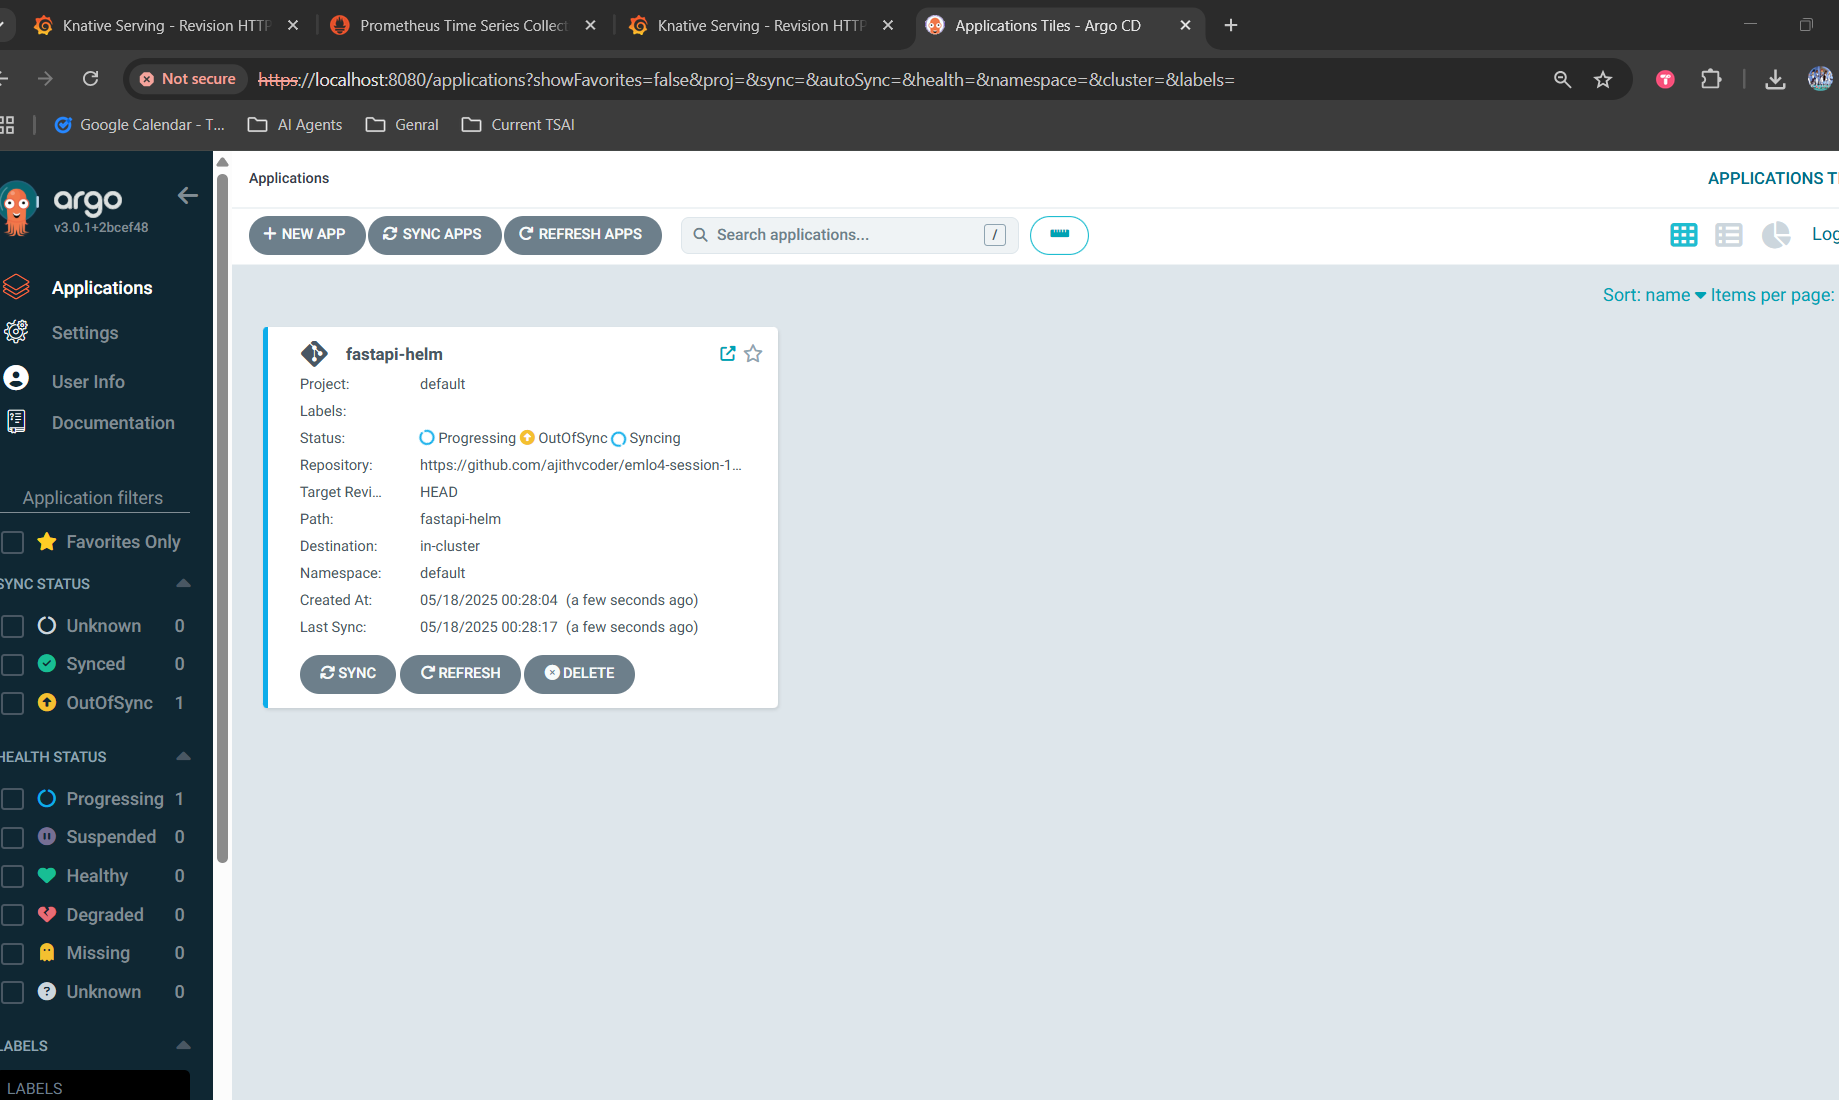 Knative Serving - Revision HTTP
Prometheus Time Series Collect
Knative Serving - Revision HTTP
Applications Tiles - Argo CD
Not secure
https://localhost:8080/applications?showFavorites=false&proj=&sync=&autoSync=&health=&namespace=&cluster=&labels=
Google Calendar - T...
AI Agents
Genral
Current TSAI
argo
v3.0.1+2bcef48
Applications
Settings
User Info
Documentation
Application filters
Favorites Only
SYNC STATUS
Unknown 0
Synced 0
OutOfSync 1
HEALTH STATUS
Progressing 1
Suspended 0
Healthy 0
Degraded 0
Missing 0
Unknown 0
LABELS
LABELS
Applications
APPLICATIONS TI
NEW APP
SYNC APPS
REFRESH APPS
Search applications...
/
Log
Sort: name
Items per page:
fastapi-helm
Project: default
Labels:
Status: Progressing OutOfSync Syncing
Repository: https://github.com/ajithvcoder/emlo4-session-1...
Target Revi... HEAD
Path: fastapi-helm
Destination: in-cluster
Namespace: default
Created At: 05/18/2025 00:28:04 (a few seconds ago)
Last Sync: 05/18/2025 00:28:17 (a few seconds ago)
SYNC
REFRESH
DELETE